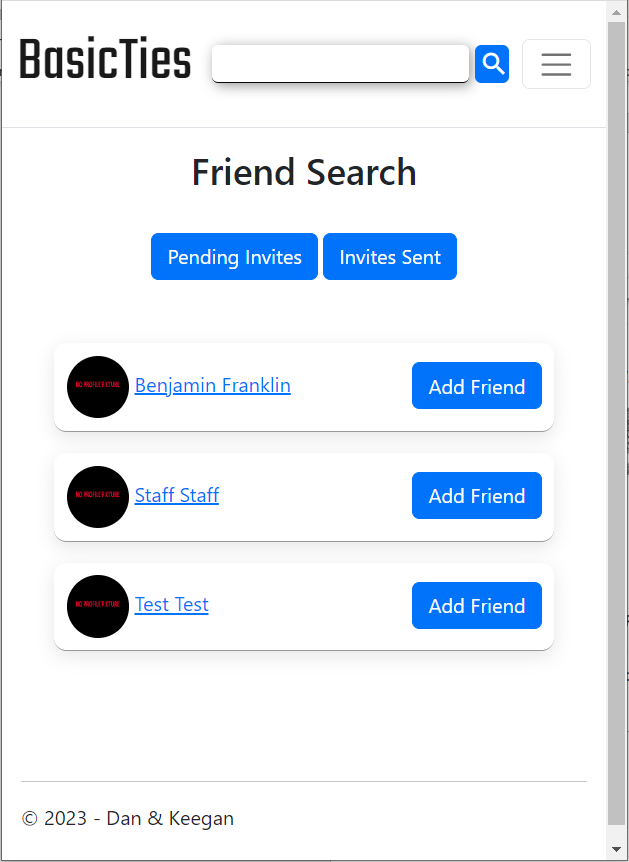 BasicTies
Friend Search
Pending Invites Invites Sent
NO PROFILE PICTURE Benjamin Franklin Add Friend
NO PROFILE PICTURE Staff Staff Add Friend
NO PROFILE PICTURE Test Test Add Friend
© 2023 - Dan & Keegan